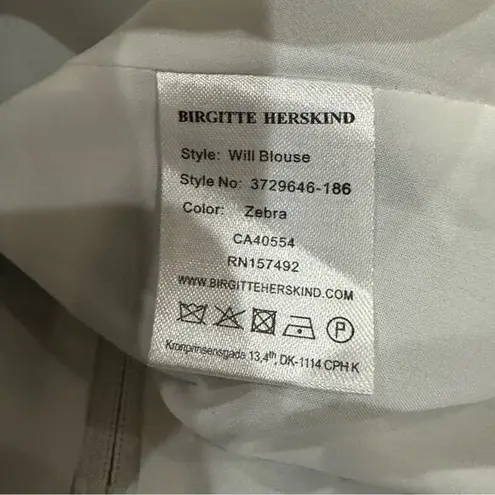 BIRGITTE HERSKIND
Style: Will Blouse
Style No: 3729646-186
Color: Zebra
CA40554
RN157492
WWW.BIRGITTEHERSKIND.COM
P
Kronprinsensgade 13,4th, DK-1114 CPH K